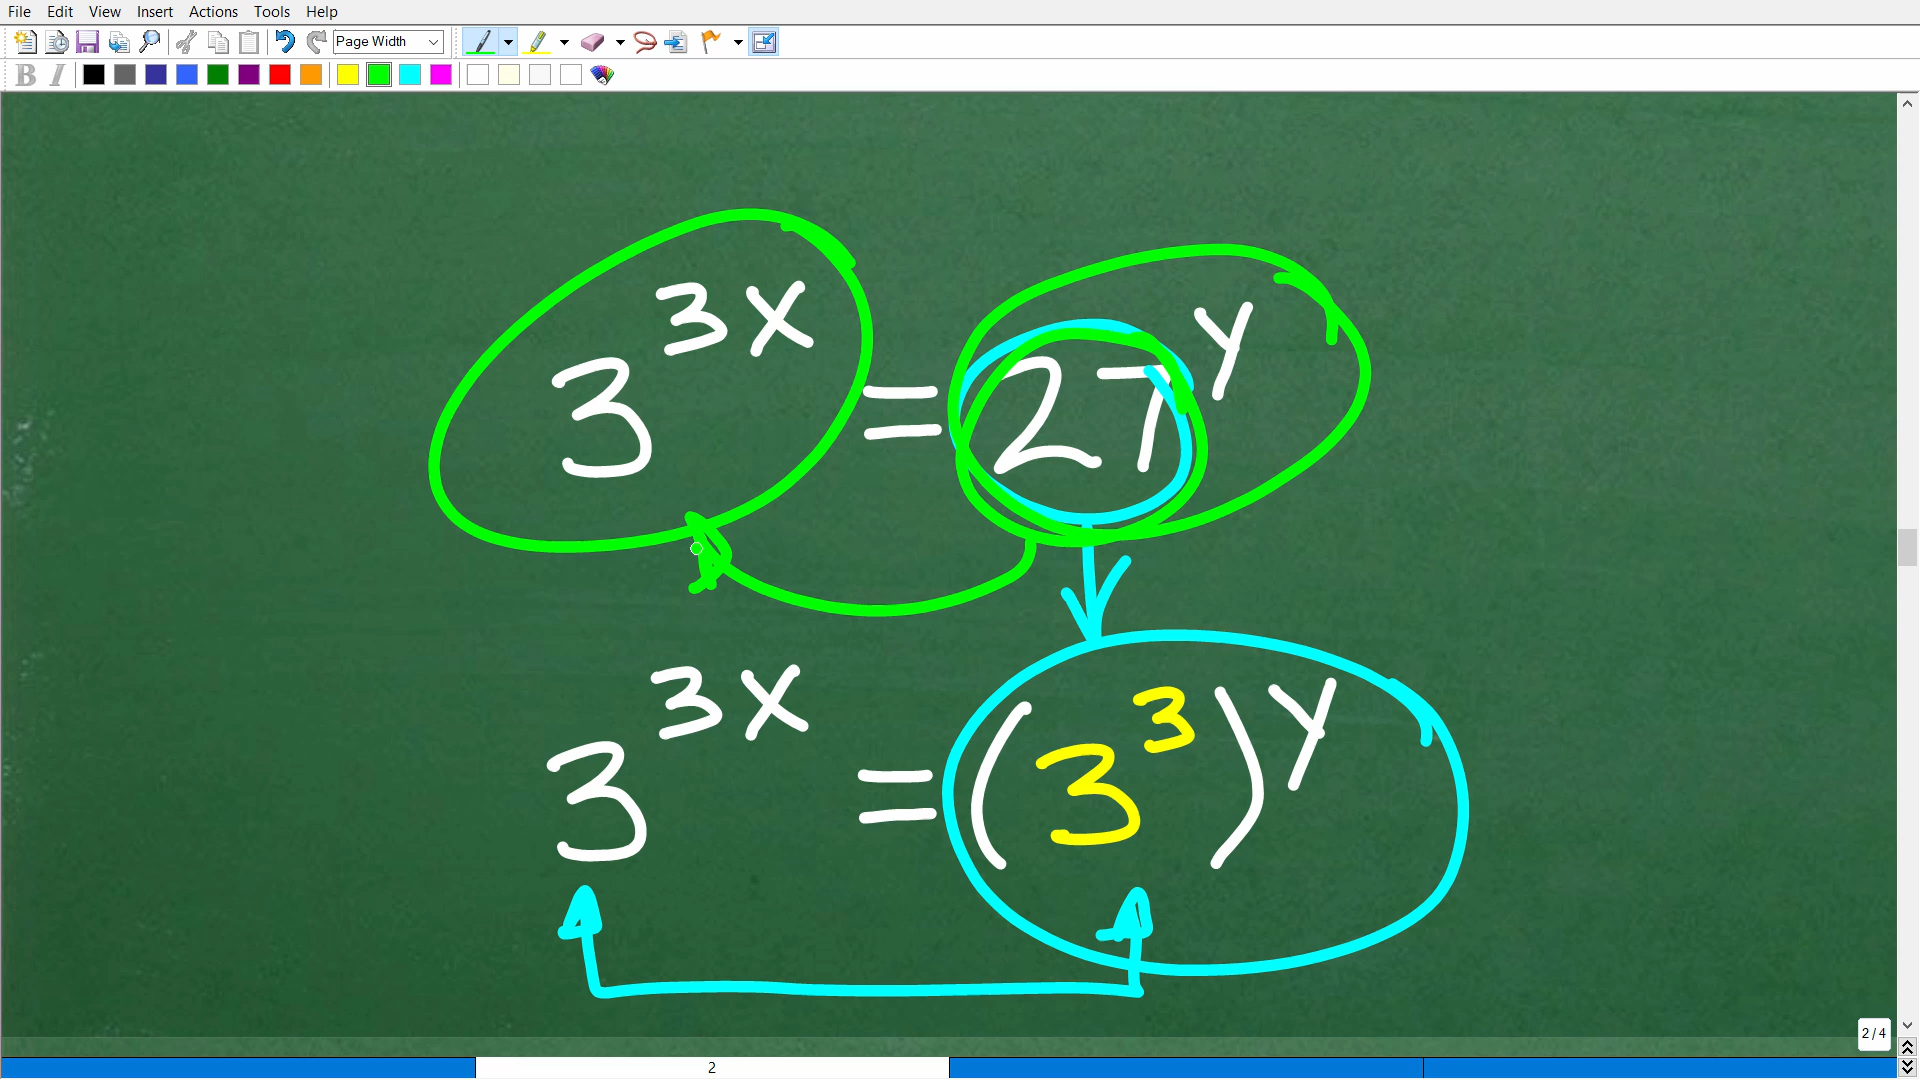 File Edit View Insert Actions Tools Help
Page Width
B I
3^{3x} = 27^y
3^{3x} = (3^3)^y
2 / 4
2